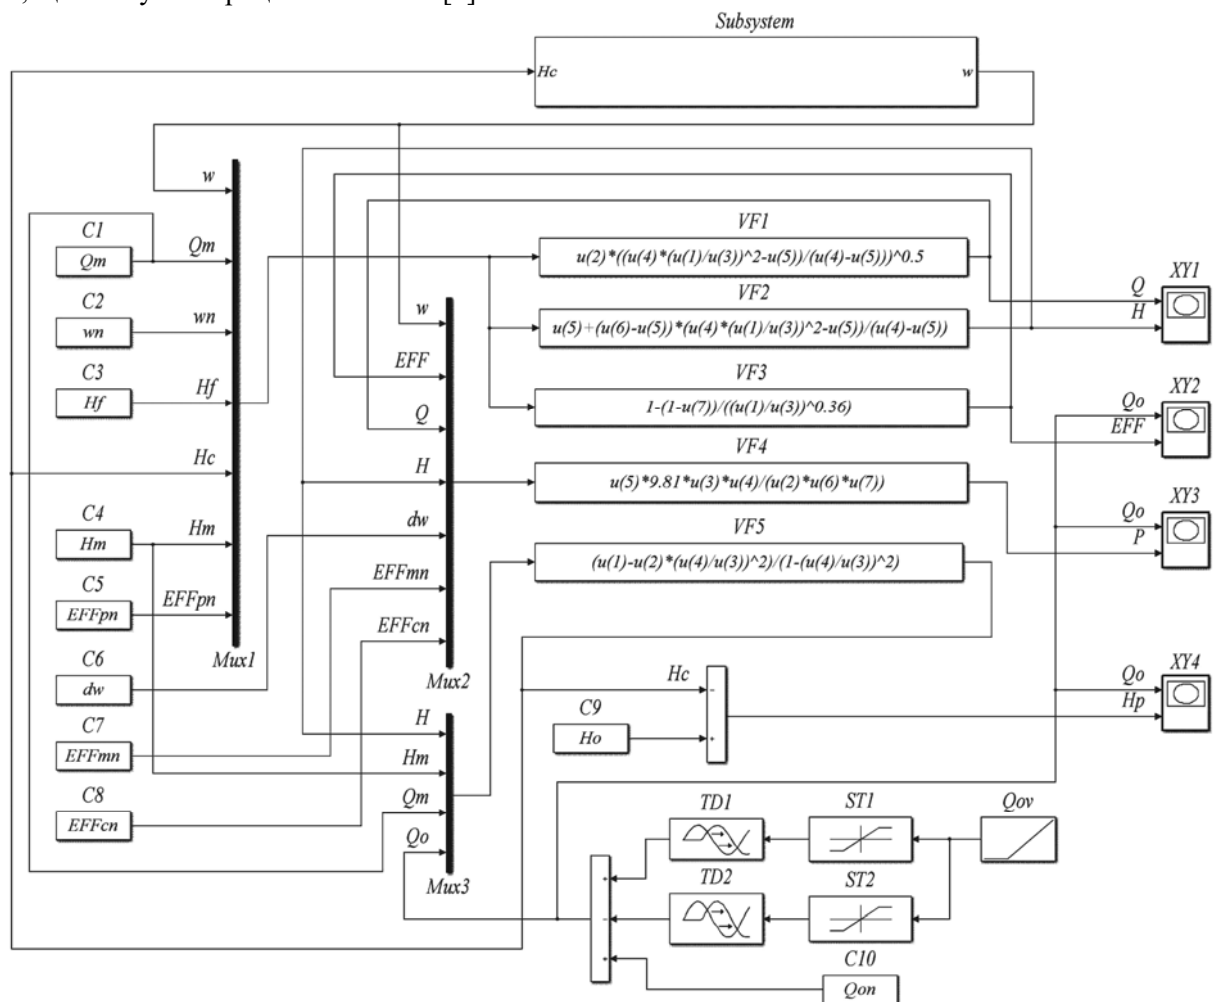 Subsystem
Hc
w
w
C1
Qm
Qm
C2
wn
wn
C3
Hf
Hf
Hc
C4
Hm
Hm
C5
EFFpn
EFFpn
Mux1
C6
dw
C7
EFFmn
C8
EFFcn
w
EFF
Q
H
dw
EFFmn
EFFcn
Mux2
H
Hm
Qm
Qo
Mux3
VF1
u(2)*((u(4)*(u(1)/u(3))^2-u(5))/(u(4)-u(5)))^0.5
VF2
u(5)+(u(6)-u(5))*(u(4)*(u(1)/u(3))^2-u(5))/(u(4)-u(5))
VF3
1-(1-u(7))/((u(1)/u(3))^0.36)
VF4
u(5)*9.81*u(3)*u(4)/(u(2)*u(6)*u(7))
VF5
(u(1)-u(2)*(u(4)/u(3))^2)/(1-(u(4)/u(3))^2)
Hc
-
C9
Ho
+
XY1
Q
H
XY2
Qo
EFF
XY3
Qo
P
XY4
Qo
Hp
TD1
ST1
Qov
+
TD2
ST2
-
C10
+
Qon